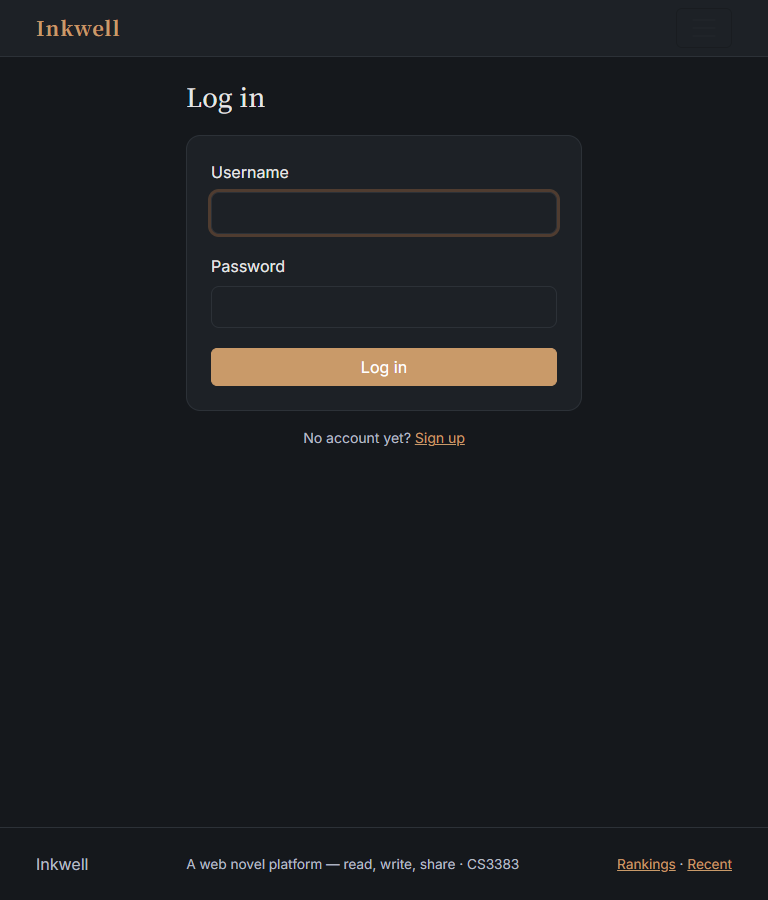 Inkwell
Log in
Username
Password
Log in
No account yet? Sign up
Inkwell
A web novel platform — read, write, share · CS3383
Rankings · Recent